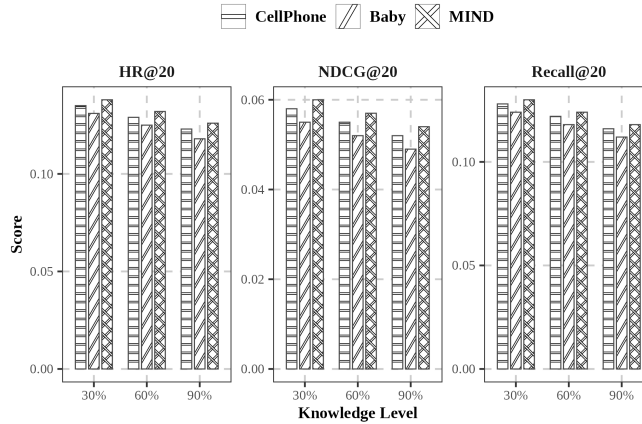 CellPhone Baby MIND
HR@20 NDCG@20 Recall@20
Score
0.10
0.05
0.00
0.06
0.04
0.02
0.00
0.10
0.05
0.00
30% 60% 90% 30% 60% 90% 30% 60% 90%
Knowledge Level